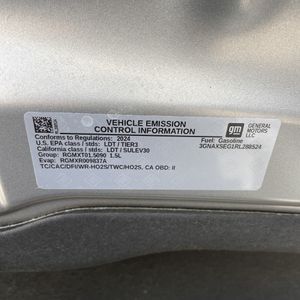 VEHICLE EMISSION
CONTROL INFORMATION
Conforms to Regulations: 2024
U.S. EPA class / stds: LDT / TIER3
California class / stds: LDT / SULEV30
Group: RGMXT01.5090 1.5L
Evap: RGMXR009837A
TC/CAC/DFI/WR-HO2S/TWC/HO2S, CA OBD: II
gm
GENERAL
MOTORS
LLC
Fuel: Gasoline
3GNAXSEG1RL288524